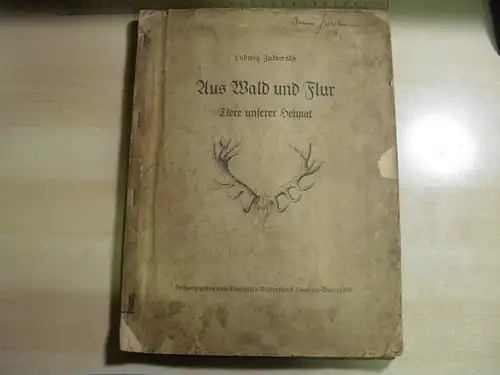 Ludwig Zukowsky
Aus Wald und Flur
Tiere unserer Heimat
Herausgegeben vom Cigaretten-Bilderdienst Hamburg-Bahrenfeld